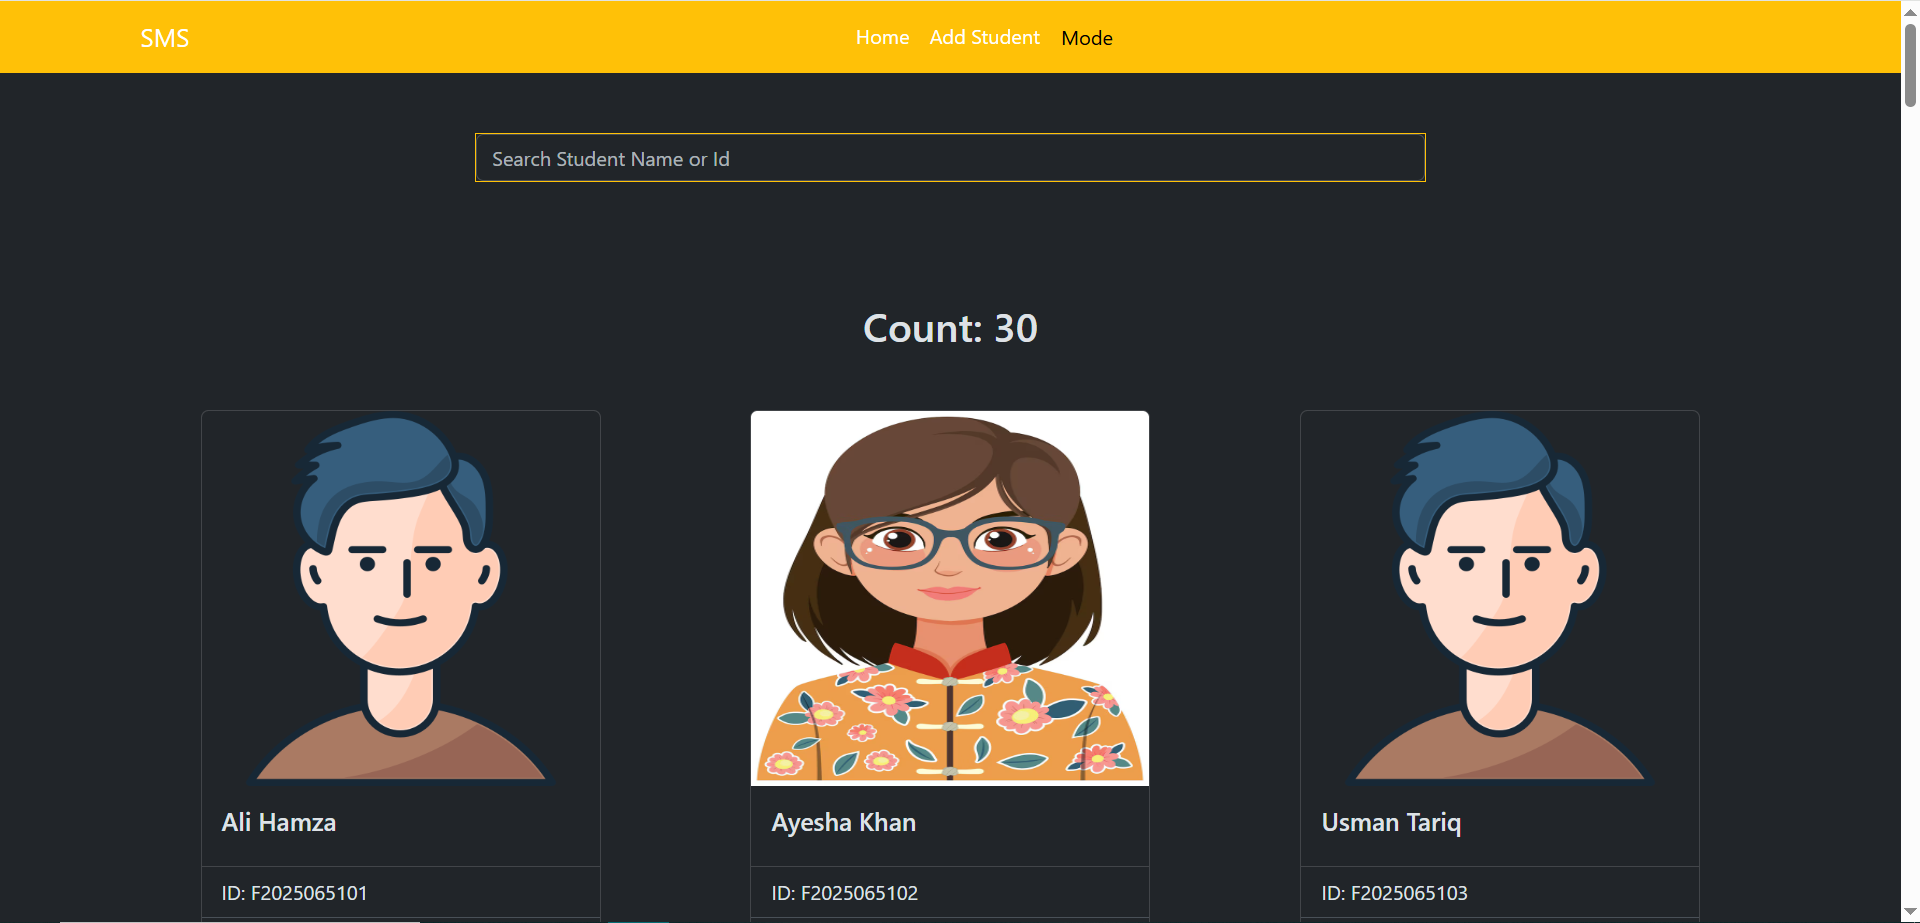 SMS
Home Add Student Mode
Search Student Name or Id
Count: 30
Ali Hamza
ID: F2025065101
Ayesha Khan
ID: F2025065102
Usman Tariq
ID: F2025065103